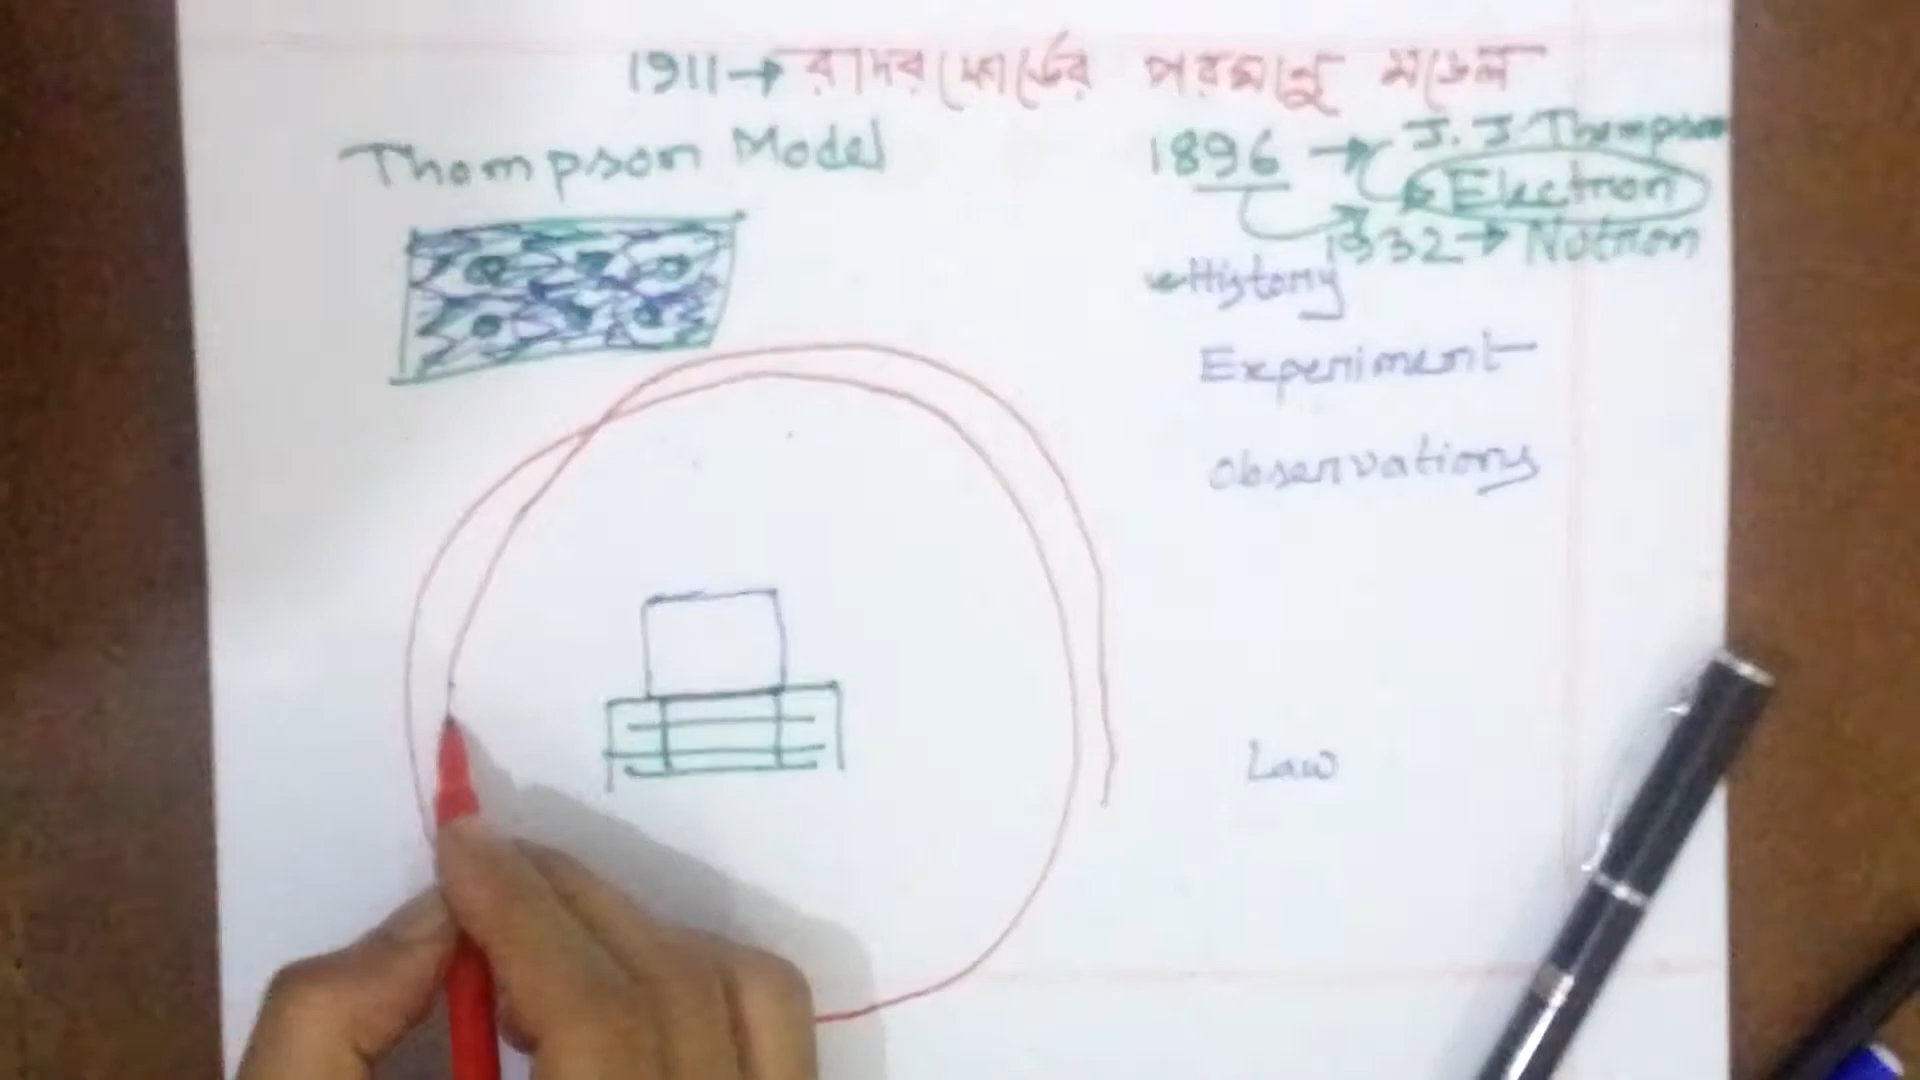 1911→ রাদারফোর্ডের পরমানু মডেল
Thompson Model
1896 → J. J. Thompson
Electron
1932→ Nutron
History
Experiment
Observations
Law